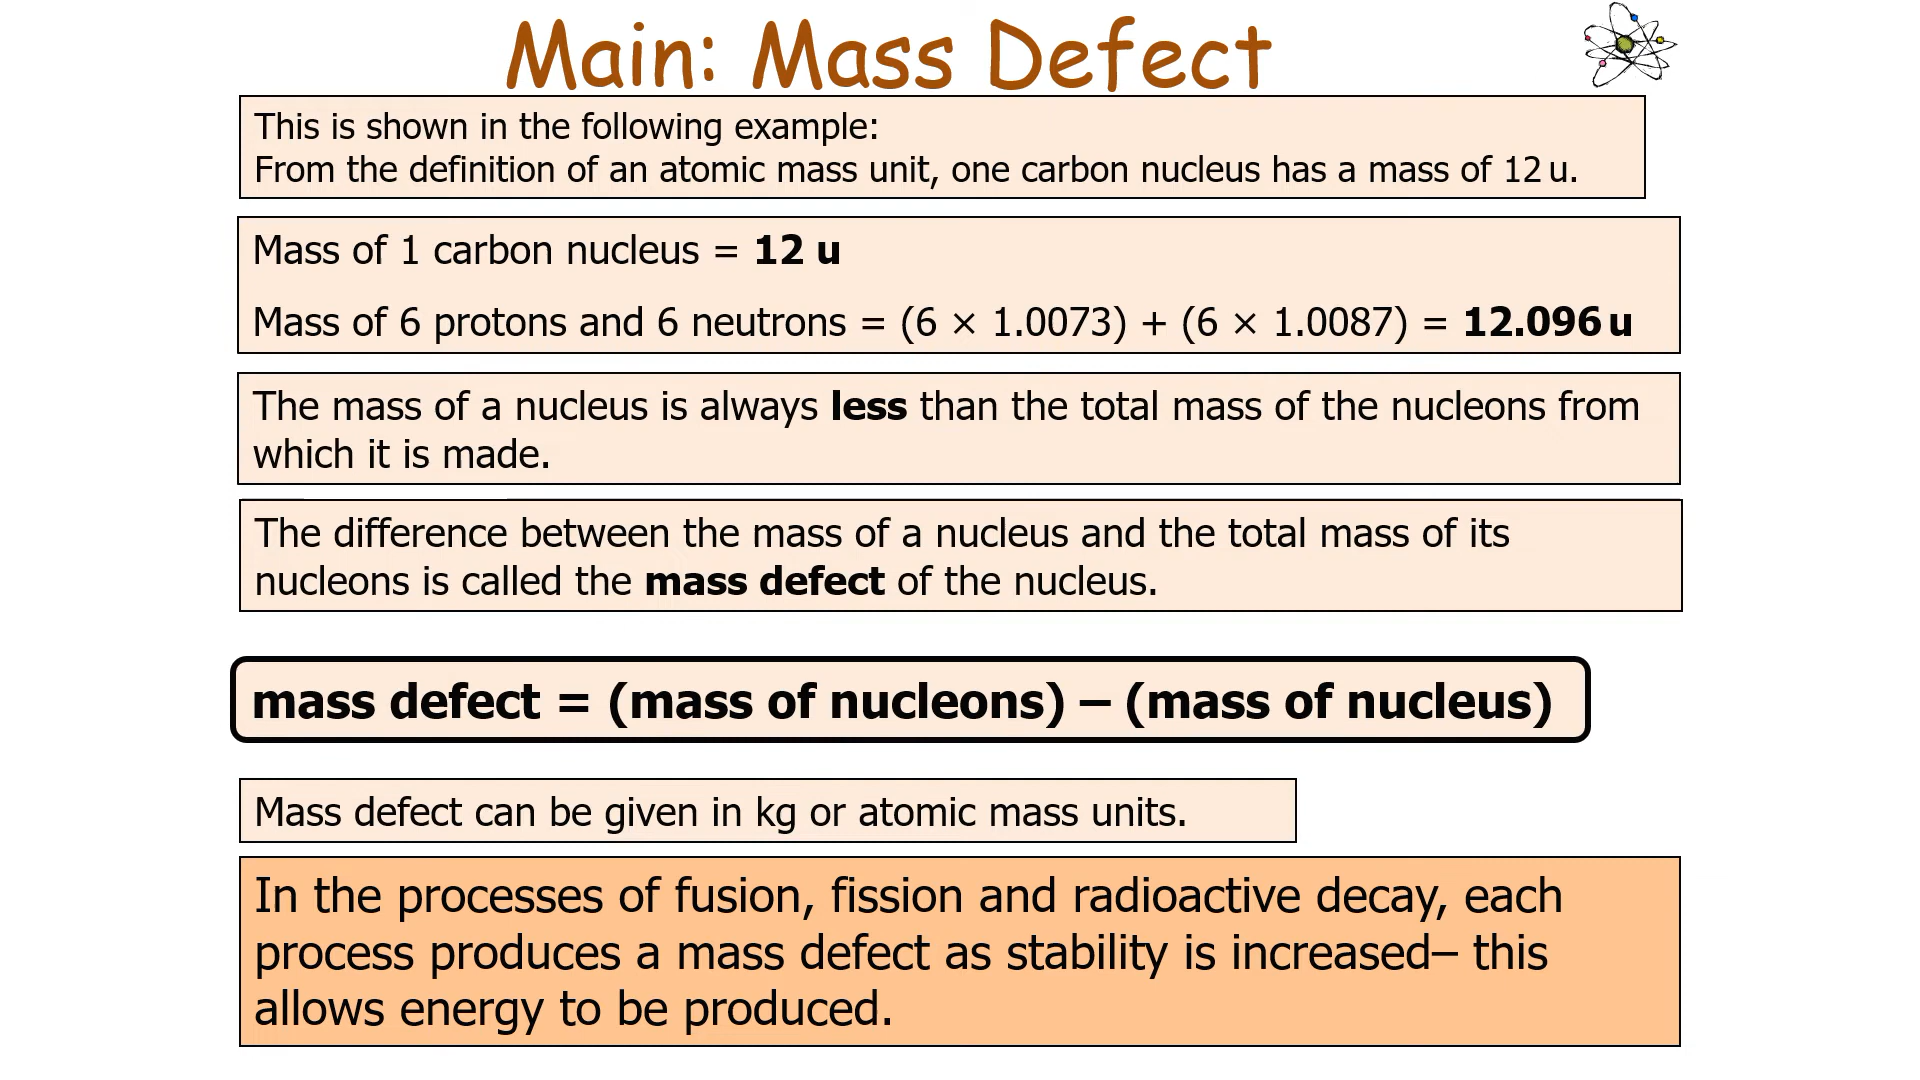 Main: Mass Defect
This is shown in the following example:
From the definition of an atomic mass unit, one carbon nucleus has a mass of 12 u.
Mass of 1 carbon nucleus = 12 u
Mass of 6 protons and 6 neutrons = (6 × 1.0073) + (6 × 1.0087) = 12.096 u
The mass of a nucleus is always less than the total mass of the nucleons from
which it is made.
The difference between the mass of a nucleus and the total mass of its
nucleons is called the mass defect of the nucleus.
mass defect = (mass of nucleons) – (mass of nucleus)
Mass defect can be given in kg or atomic mass units.
In the processes of fusion, fission and radioactive decay, each
process produces a mass defect as stability is increased– this
allows energy to be produced.